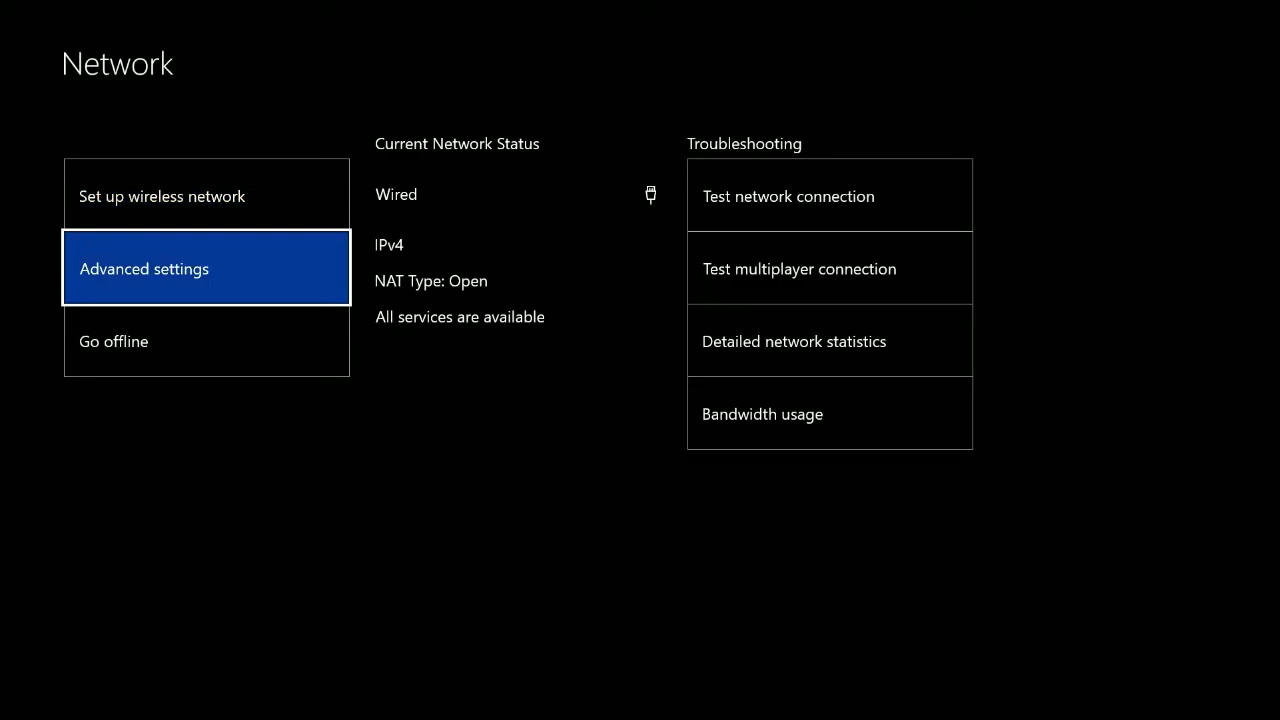 Network
Set up wireless network
Advanced settings
Go offline
Current Network Status
Wired
IPv4
NAT Type: Open
All services are available
Troubleshooting
Test network connection
Test multiplayer connection
Detailed network statistics
Bandwidth usage